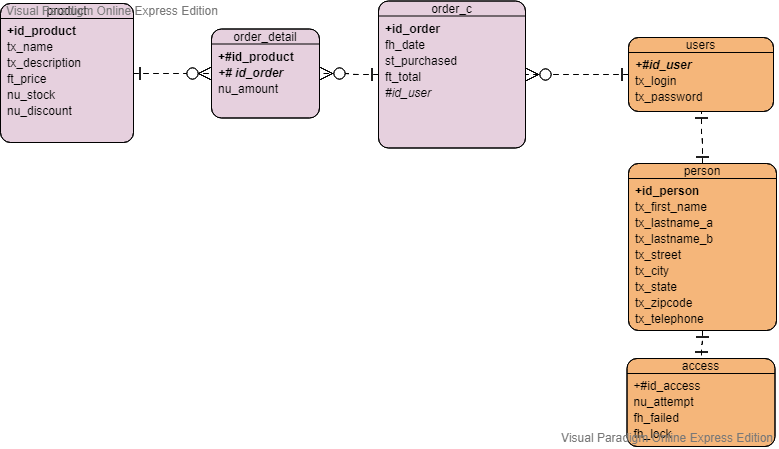 Visual Paradigm Online Express Edition
product
+id_product
tx_name
tx_description
ft_price
nu_stock
nu_discount
order_detail
+#id_product
+# id_order
nu_amount
order_c
+id_order
fh_date
st_purchased
ft_total
#id_user
users
+#id_user
tx_login
tx_password
person
+id_person
tx_first_name
tx_lastname_a
tx_lastname_b
tx_street
tx_city
tx_state
tx_zipcode
tx_telephone
access
+#id_access
nu_attempt
fh_failed
fh_lock
Visual Paradigm Online Express Edition